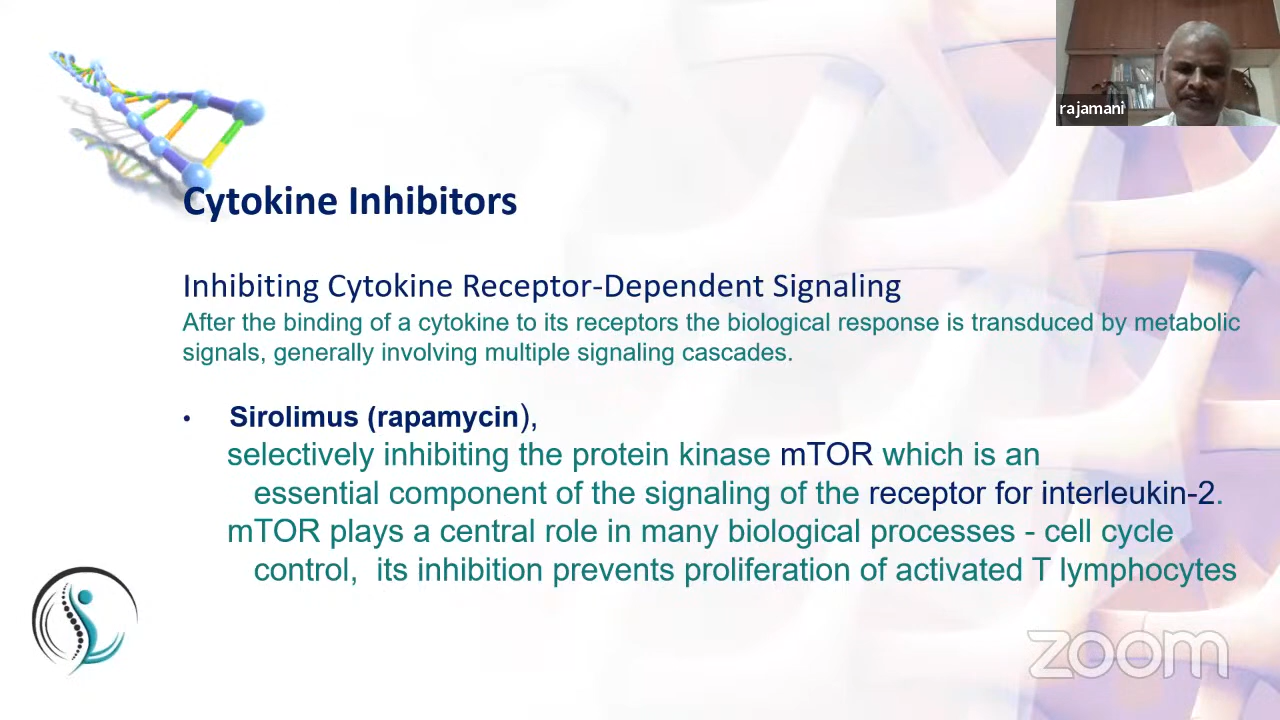 rajamani
Cytokine Inhibitors
Inhibiting Cytokine Receptor-Dependent Signaling
After the binding of a cytokine to its receptors the biological response is transduced by metabolic
signals, generally involving multiple signaling cascades.
• Sirolimus (rapamycin),
selectively inhibiting the protein kinase mTOR which is an
essential component of the signaling of the receptor for interleukin-2.
mTOR plays a central role in many biological processes - cell cycle
control, its inhibition prevents proliferation of activated T lymphocytes
zoom